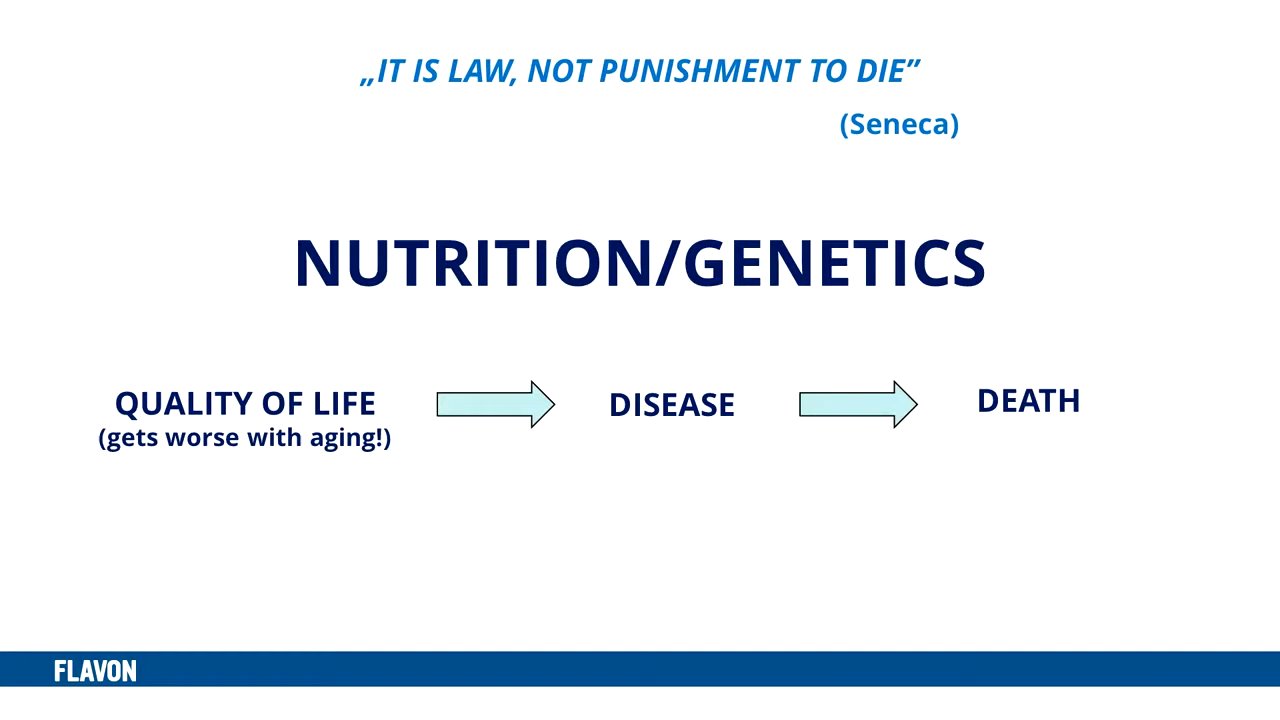 „IT IS LAW, NOT PUNISHMENT TO DIE”
(Seneca)
NUTRITION/GENETICS
QUALITY OF LIFE
(gets worse with aging!)
DISEASE
DEATH
FLAVON